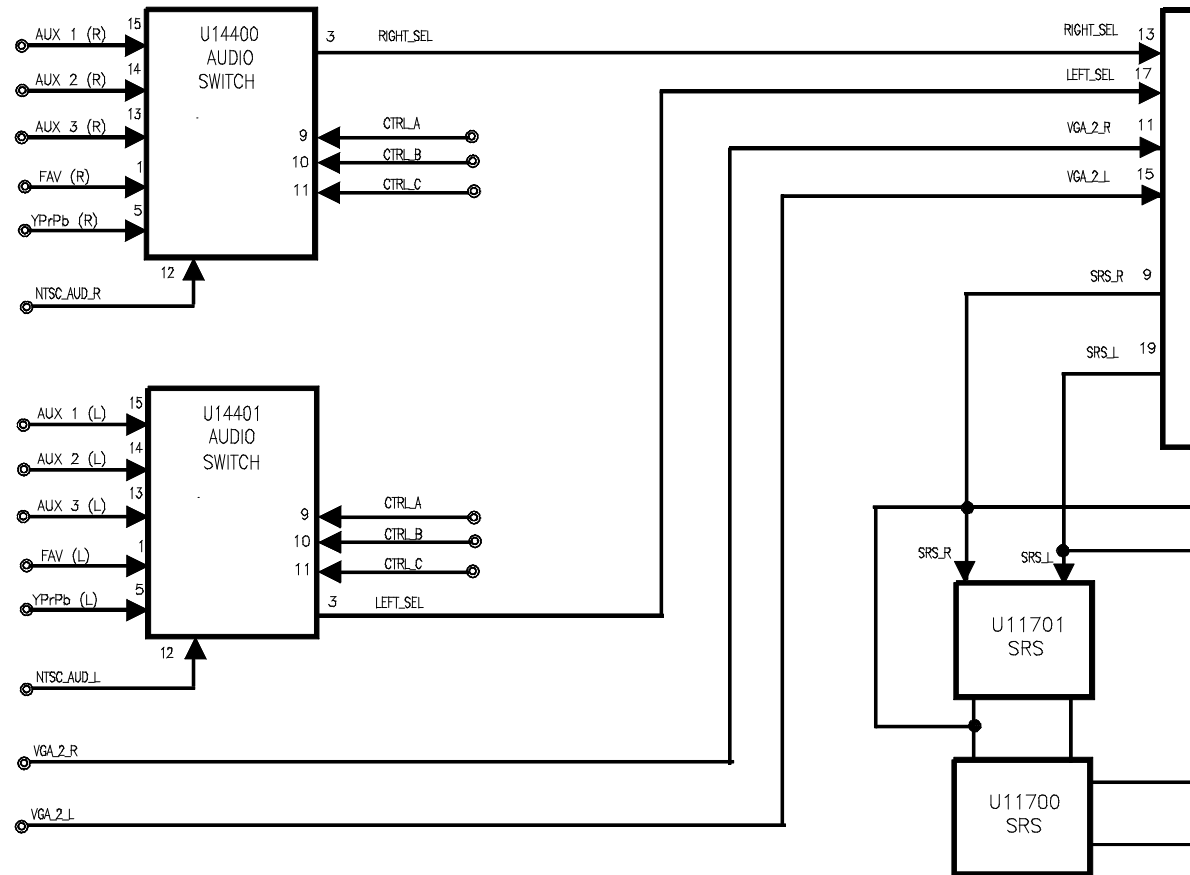 AUX 1 (R)
15
AUX 2 (R)
14
AUX 3 (R)
13
FAV (R)
1
YPrPb (R)
5
NTSC_AUD_R
12
U14400
AUDIO
SWITCH
3
RIGHT_SEL
9
CTRL_A
10
CTRL_B
11
CTRL_C
AUX 1 (L)
15
AUX 2 (L)
14
AUX 3 (L)
13
FAV (L)
1
YPrPb (L)
5
NTSC_AUD_L
12
U14401
AUDIO
SWITCH
9
CTRL_A
10
CTRL_B
11
CTRL_C
3
LEFT_SEL
VGA_2_R
VGA_2_L
RIGHT_SEL 13
LEFT_SEL 17
VGA_2_R 11
VGA_2_L 15
SRS_R 9
SRS_L 19
SRS_R
SRS_L
U11701
SRS
U11700
SRS